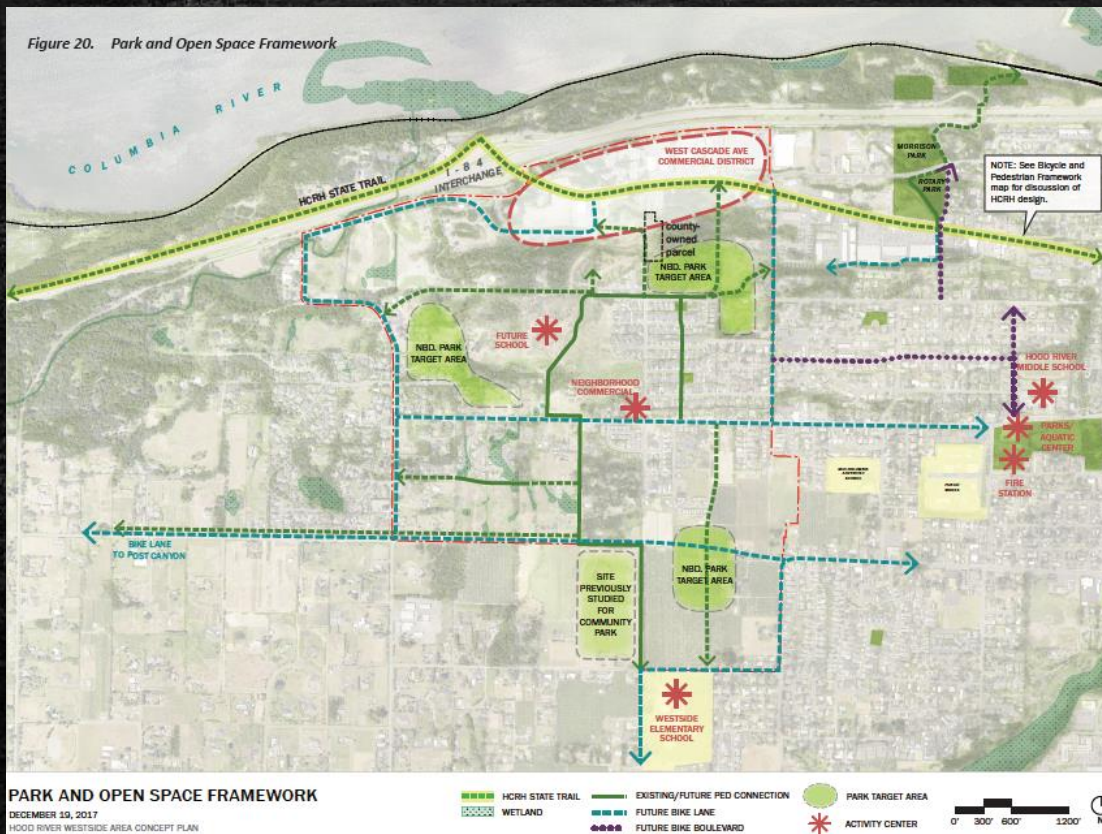 Figure 20. Park and Open Space Framework
COLUMBIA RIVER
HCRH STATE TRAIL
I-84
INTERCHANGE
WEST CASCADE AVE
COMMERCIAL DISTRICT
MORRISON
PARK
ROTARY
PARK
NOTE: See Bicycle and
Pedestrian Framework
map for discussion of
HCRH design.
county-
owned
parcel
NBD. PARK
TARGET AREA
NBD. PARK
TARGET AREA
FUTURE
SCHOOL
NEIGHBORHOOD
COMMERCIAL
HOOD RIVER
MIDDLE SCHOOL
PARKS/
AQUATIC
CENTER
FIRE
STATION
BIKE LANE
TO POST CANYON
SITE
PREVIOUSLY
STUDIED
FOR
COMMUNITY
PARK
NBD. PARK
TARGET AREA
WESTSIDE
ELEMENTARY
SCHOOL
PARK AND OPEN SPACE FRAMEWORK
DECEMBER 19, 2017
HOOD RIVER WESTSIDE AREA CONCEPT PLAN
HCRH STATE TRAIL
WETLAND
EXISTING/FUTURE PED CONNECTION
FUTURE BIKE LANE
FUTURE BIKE BOULEVARD
PARK TARGET AREA
ACTIVITY CENTER
0' 300' 600' 1200'
N